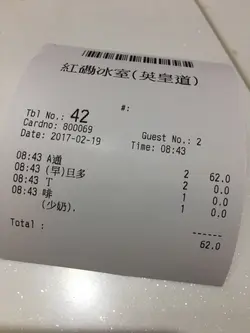 紅磡冰室(英皇道)
#:
Tbl No.: 42
Cardno: 800069
Guest No.: 2
Date: 2017-02-19 Time: 08:43
08:43 A適 2 62.0
08:43 (早)旦多 2 0.0
08:43 丁 1 0.0
08:43 啡 1 0.0
(少奶).
Total : 62.0